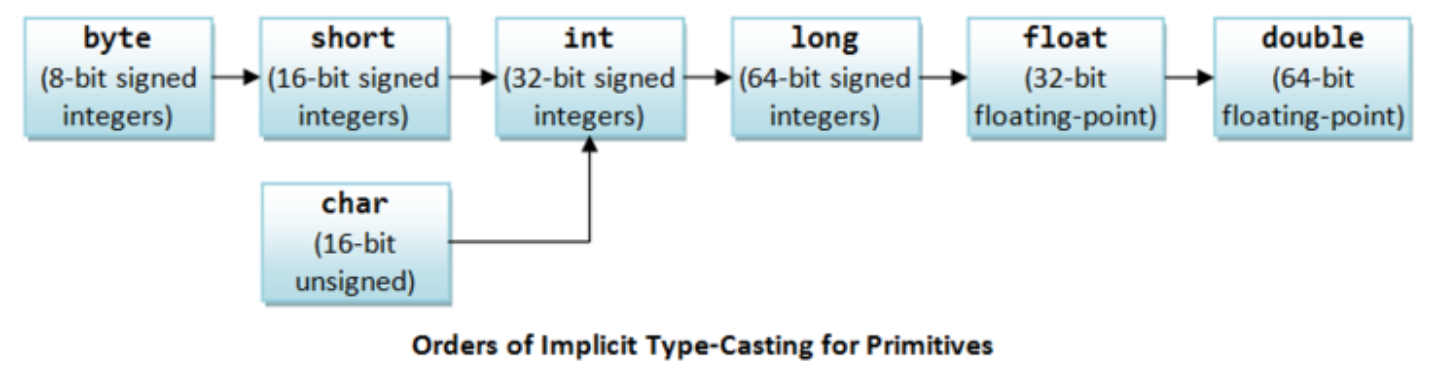 byte
(8-bit signed
integers)
short
(16-bit signed
integers)
int
(32-bit signed
integers)
long
(64-bit signed
integers)
float
(32-bit
floating-point)
double
(64-bit
floating-point)
char
(16-bit
unsigned)
Orders of Implicit Type-Casting for Primitives